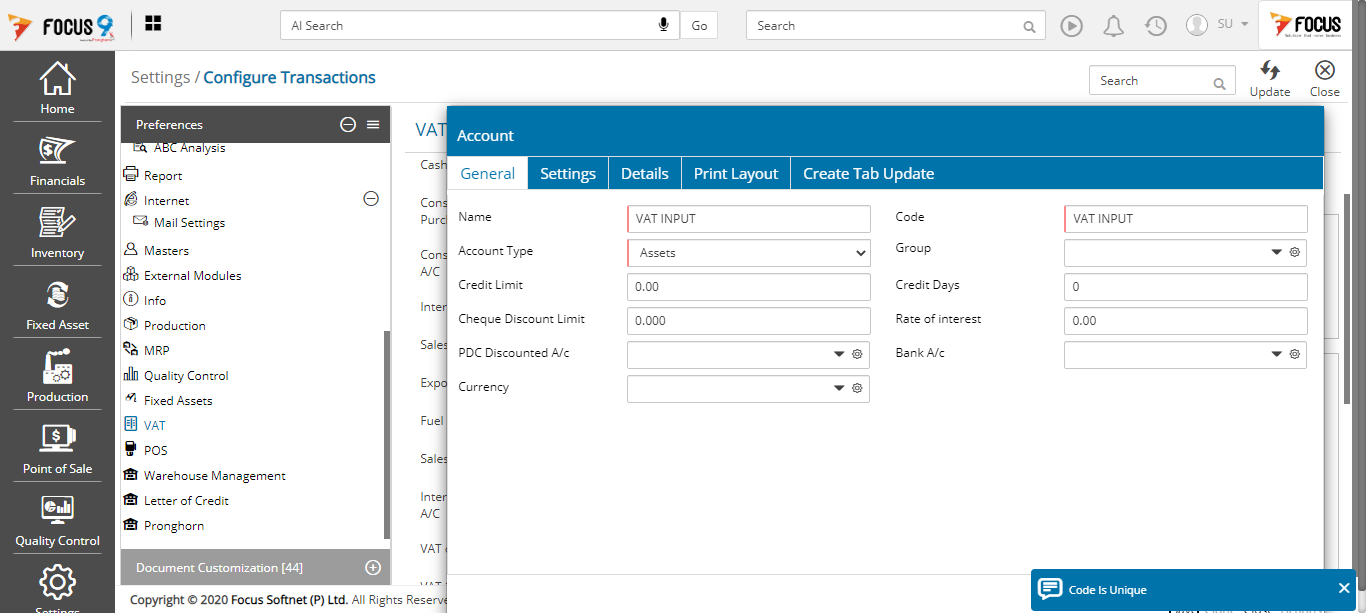 FOCUS 9
AI Search
Go
Search
SU
FOCUS
Home
Financials
Inventory
Fixed Asset
Production
Point of Sale
Quality Control
Settings
Settings / Configure Transactions
Search
Update
Close
Preferences
ABC Analysis
Report
Internet
Mail Settings
Masters
External Modules
Info
Production
MRP
Quality Control
Fixed Assets
VAT
POS
Warehouse Management
Letter of Credit
Pronghorn
Document Customization [44]
VAT
Cash
Cons
Purc
Cons
A/C
Inter
Sales
Expo
Fuel
Sales
Inter
A/C
VAT
Account
General Settings Details Print Layout Create Tab Update
Name VAT INPUT Code VAT INPUT
Account Type Assets Group
Credit Limit 0.00 Credit Days 0
Cheque Discount Limit 0.000 Rate of interest 0.00
PDC Discounted A/c Bank A/c
Currency
Code Is Unique
Copyright © 2020 Focus Softnet (P) Ltd. All Rights Reserve